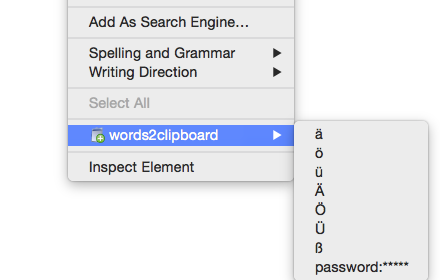 Add As Search Engine…
Spelling and Grammar
Writing Direction
Select All
words2clipboard
Inspect Element
ä
ö
ü
Ä
Ö
Ü
ß
password:*****